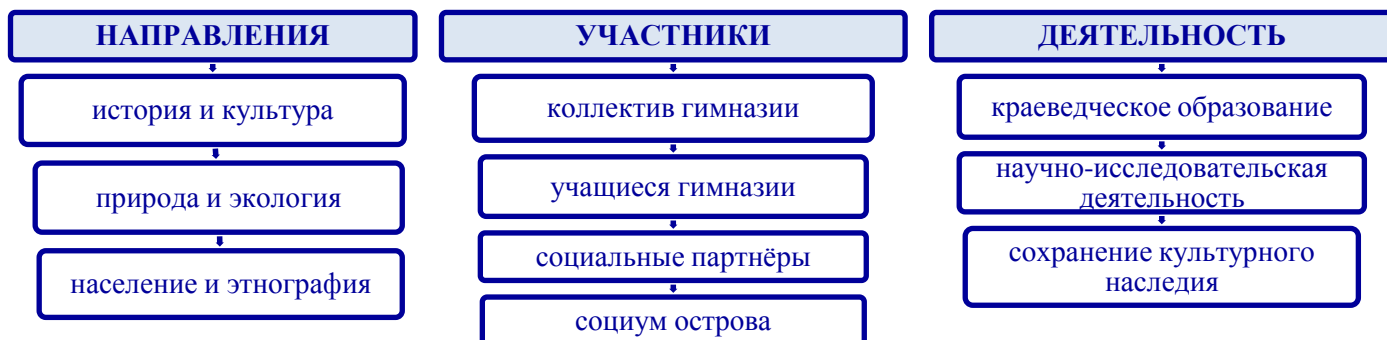 НАПРАВЛЕНИЯ
история и культура
природа и экология
население и этнография
УЧАСТНИКИ
коллектив гимназии
учащиеся гимназии
социальные партнёры
социум острова
ДЕЯТЕЛЬНОСТЬ
краеведческое образование
научно-исследовательская
деятельность
сохранение культурного
наследия